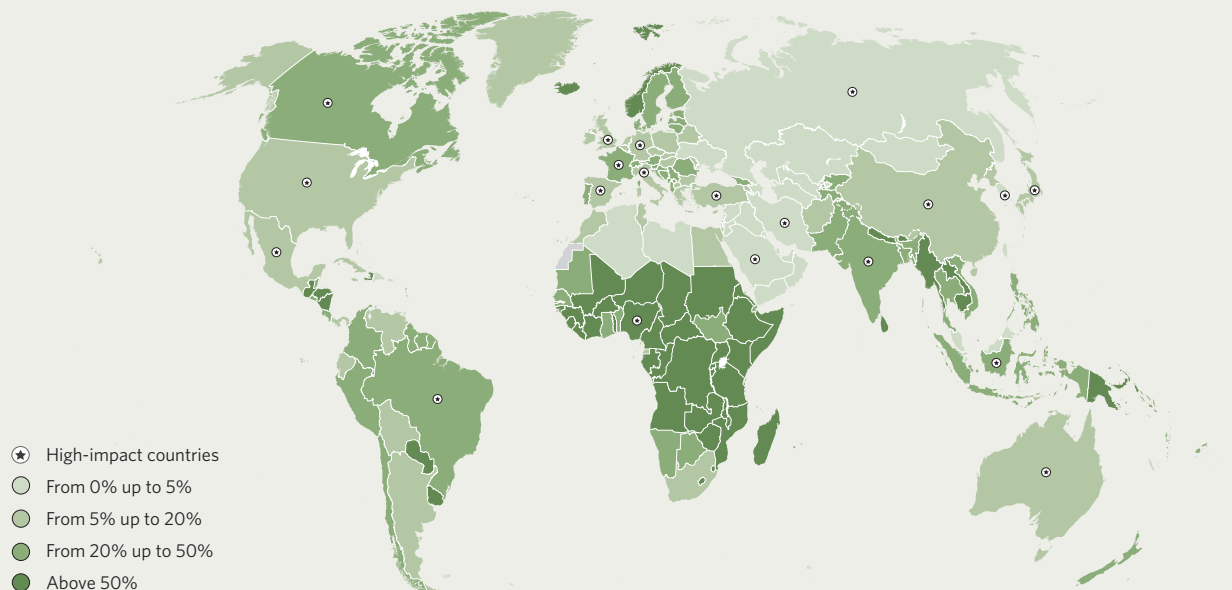 High-impact countries
From 0% up to 5%
From 5% up to 20%
From 20% up to 50%
Above 50%